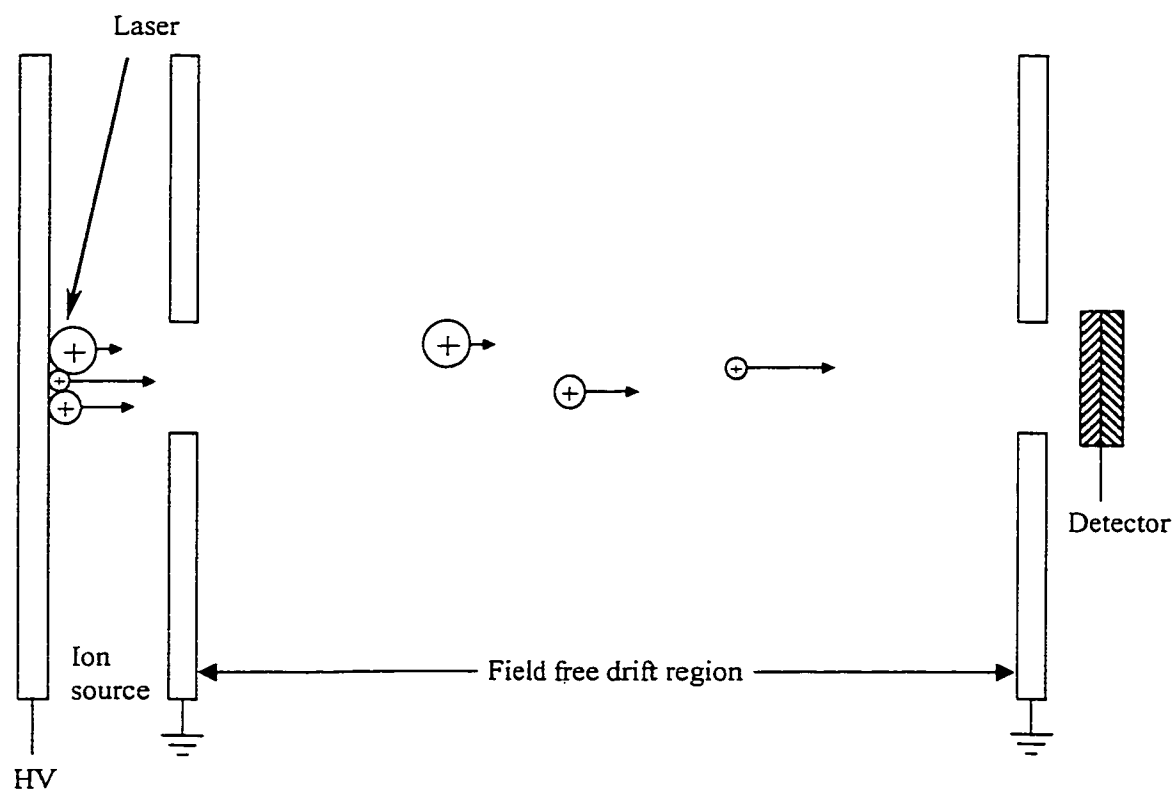 Laser
Detector
Ion
source
Field free drift region
HV